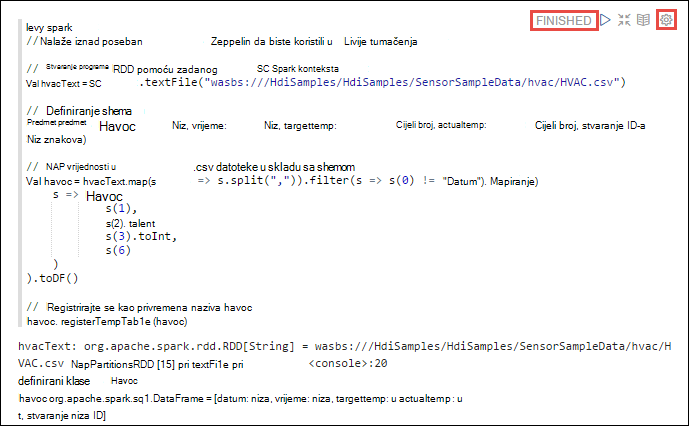 FINISHED
levy spark
//Nalaže iznad poseban Zeppelin da biste koristili u Livije tumačenja
// Stvaranje programa RDD pomoću zadanog SC Spark konteksta
Val hvacText = SC .textFile("wasbs:///HdiSamples/HdiSamples/SensorSampleData/hvac/HVAC.csv")
// Definiranje shema
Predmet predmet Havoc Niz, vrijeme: Niz, targettemp: Cijeli broj, actualtemp: Cijeli broj, stvaranje ID-a
Niz znakova)
// NAP vrijednosti u .csv datoteke u skladu sa shemom
Val havoc = hvacText.map(s => s.split(",")).filter(s => s(0) != "Datum"). Mapiranje)
s => Havoc
s(1),
s(2). talent
s(3).toInt,
s(6)
)
).toDF()
// Registrirajte se kao privremena naziva havoc
havoc. registerTempTab1e (havoc)
hvacText: org.apache.spark.rdd.RDD[String] = wasbs:///HdiSamples/HdiSamples/SensorSampleData/hvac/H
VAC.csv NapPartitionsRDD [15] pri textFi1e pri <console>:20
definirani klase Havoc
havoc org.apache.spark.sq1.DataFrame = [datum: niza, vrijeme: niza, targettemp: u actualtemp : u
t, stvaranje niza ID]